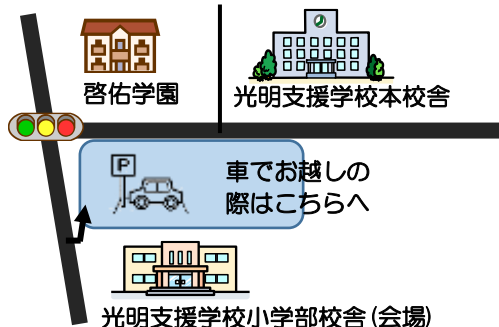 啓佑学園
光明支援学校本校舎
P
車でお越しの
際はこちらへ
光明支援学校小学部校舎(会場)